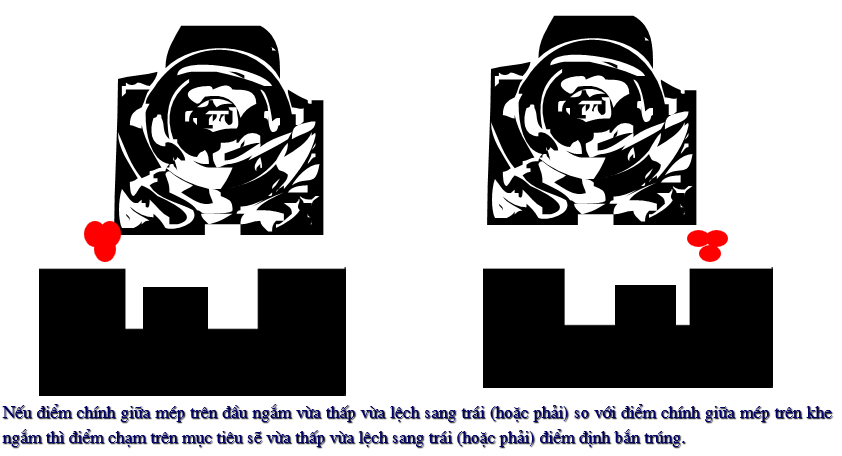 Nếu điểm chính giữa mép trên đầu ngắm vừa thấp vừa lệch sang trái (hoặc phải) so với điểm chính giữa mép trên khe
ngắm thì điểm chạm trên mục tiêu sẽ vừa thấp vừa lệch sang trái (hoặc phải) điểm định bắn trúng.